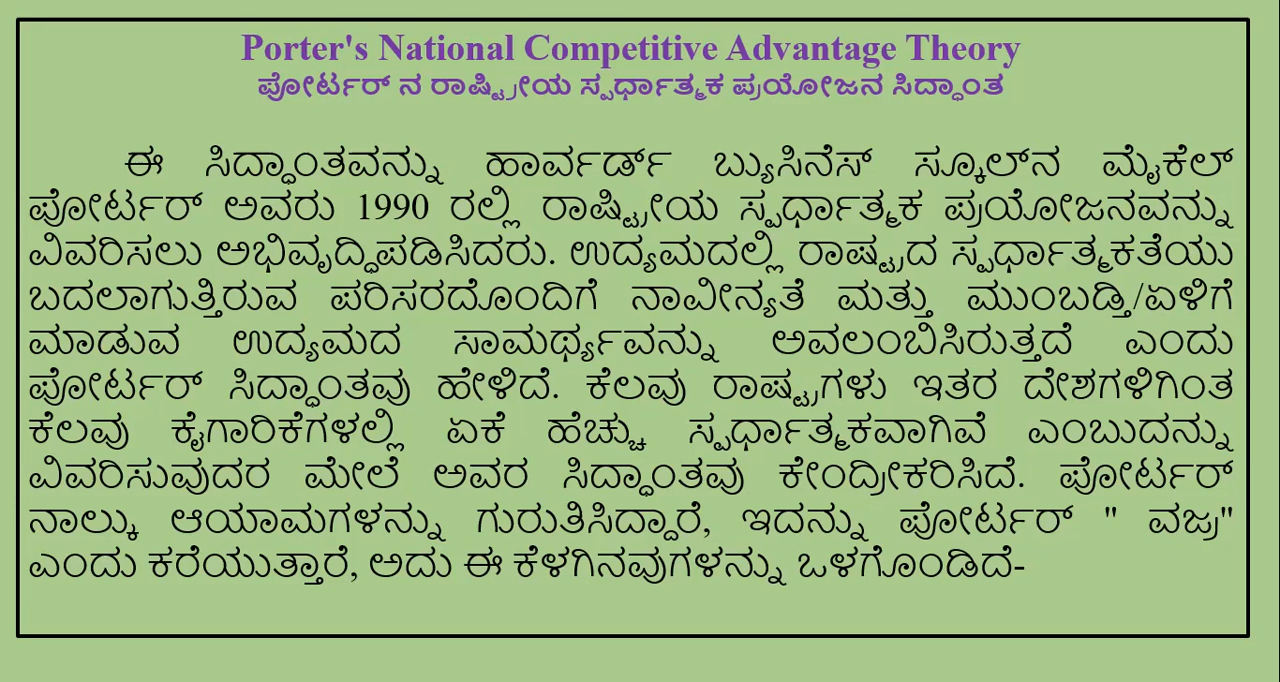 Porter's National Competitive Advantage Theory
ಪೋರ್ಟರ್ ನ ರಾಷ್ಟ್ರೀಯ ಸ್ಪರ್ಧಾತ್ಮಕ ಪ್ರಯೋಜನ ಸಿದ್ಧಾಂತ
ಈ ಸಿದ್ಧಾಂತವನ್ನು ಹಾರ್ವರ್ಡ್ ಬ್ಯುಸಿನೆಸ್ ಸ್ಕೂಲ್‌ನ ಮೈಕೆಲ್
ಪೋರ್ಟರ್ ಅವರು 1990 ರಲ್ಲಿ ರಾಷ್ಟ್ರೀಯ ಸ್ಪರ್ಧಾತ್ಮಕ ಪ್ರಯೋಜನವನ್ನು
ವಿವರಿಸಲು ಅಭಿವೃದ್ಧಿಪಡಿಸಿದರು. ಉದ್ಯಮದಲ್ಲಿ ರಾಷ್ಟ್ರದ ಸ್ಪರ್ಧಾತ್ಮಕತೆಯು
ಬದಲಾಗುತ್ತಿರುವ ಪರಿಸರದೊಂದಿಗೆ ನಾವೀನ್ಯತೆ ಮತ್ತು ಮುಂಬಡ್ತಿ/ಏಳಿಗೆ
ಮಾಡುವ ಉದ್ಯಮದ ಸಾಮರ್ಥ್ಯವನ್ನು ಅವಲಂಬಿಸಿರುತ್ತದೆ ಎಂದು
ಪೋರ್ಟರ್ ಸಿದ್ಧಾಂತವು ಹೇಳಿದೆ. ಕೆಲವು ರಾಷ್ಟ್ರಗಳು ಇತರ ದೇಶಗಳಿಗಿಂತ
ಕೆಲವು ಕೈಗಾರಿಕೆಗಳಲ್ಲಿ ಏಕೆ ಹೆಚ್ಚು ಸ್ಪರ್ಧಾತ್ಮಕವಾಗಿವೆ ಎಂಬುದನ್ನು
ವಿವರಿಸುವುದರ ಮೇಲೆ ಅವರ ಸಿದ್ಧಾಂತವು ಕೇಂದ್ರೀಕರಿಸಿದೆ. ಪೋರ್ಟರ್
ನಾಲ್ಕು ಆಯಾಮಗಳನ್ನು ಗುರುತಿಸಿದ್ದಾರೆ, ಇದನ್ನು ಪೋರ್ಟರ್ " ವಜ್ರ"
ಎಂದು ಕರೆಯುತ್ತಾರೆ, ಅದು ಈ ಕೆಳಗಿನವುಗಳನ್ನು ಒಳಗೊಂಡಿದೆ-